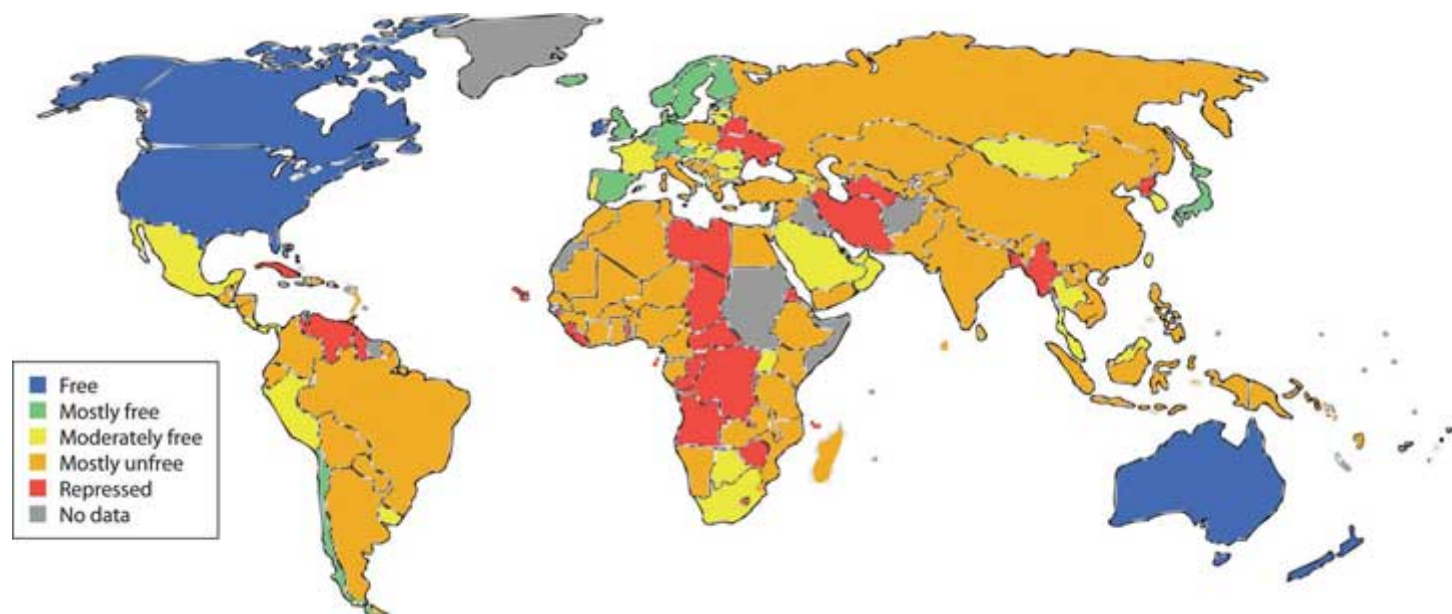 Free
Mostly free
Moderately free
Mostly unfree
Repressed
No data